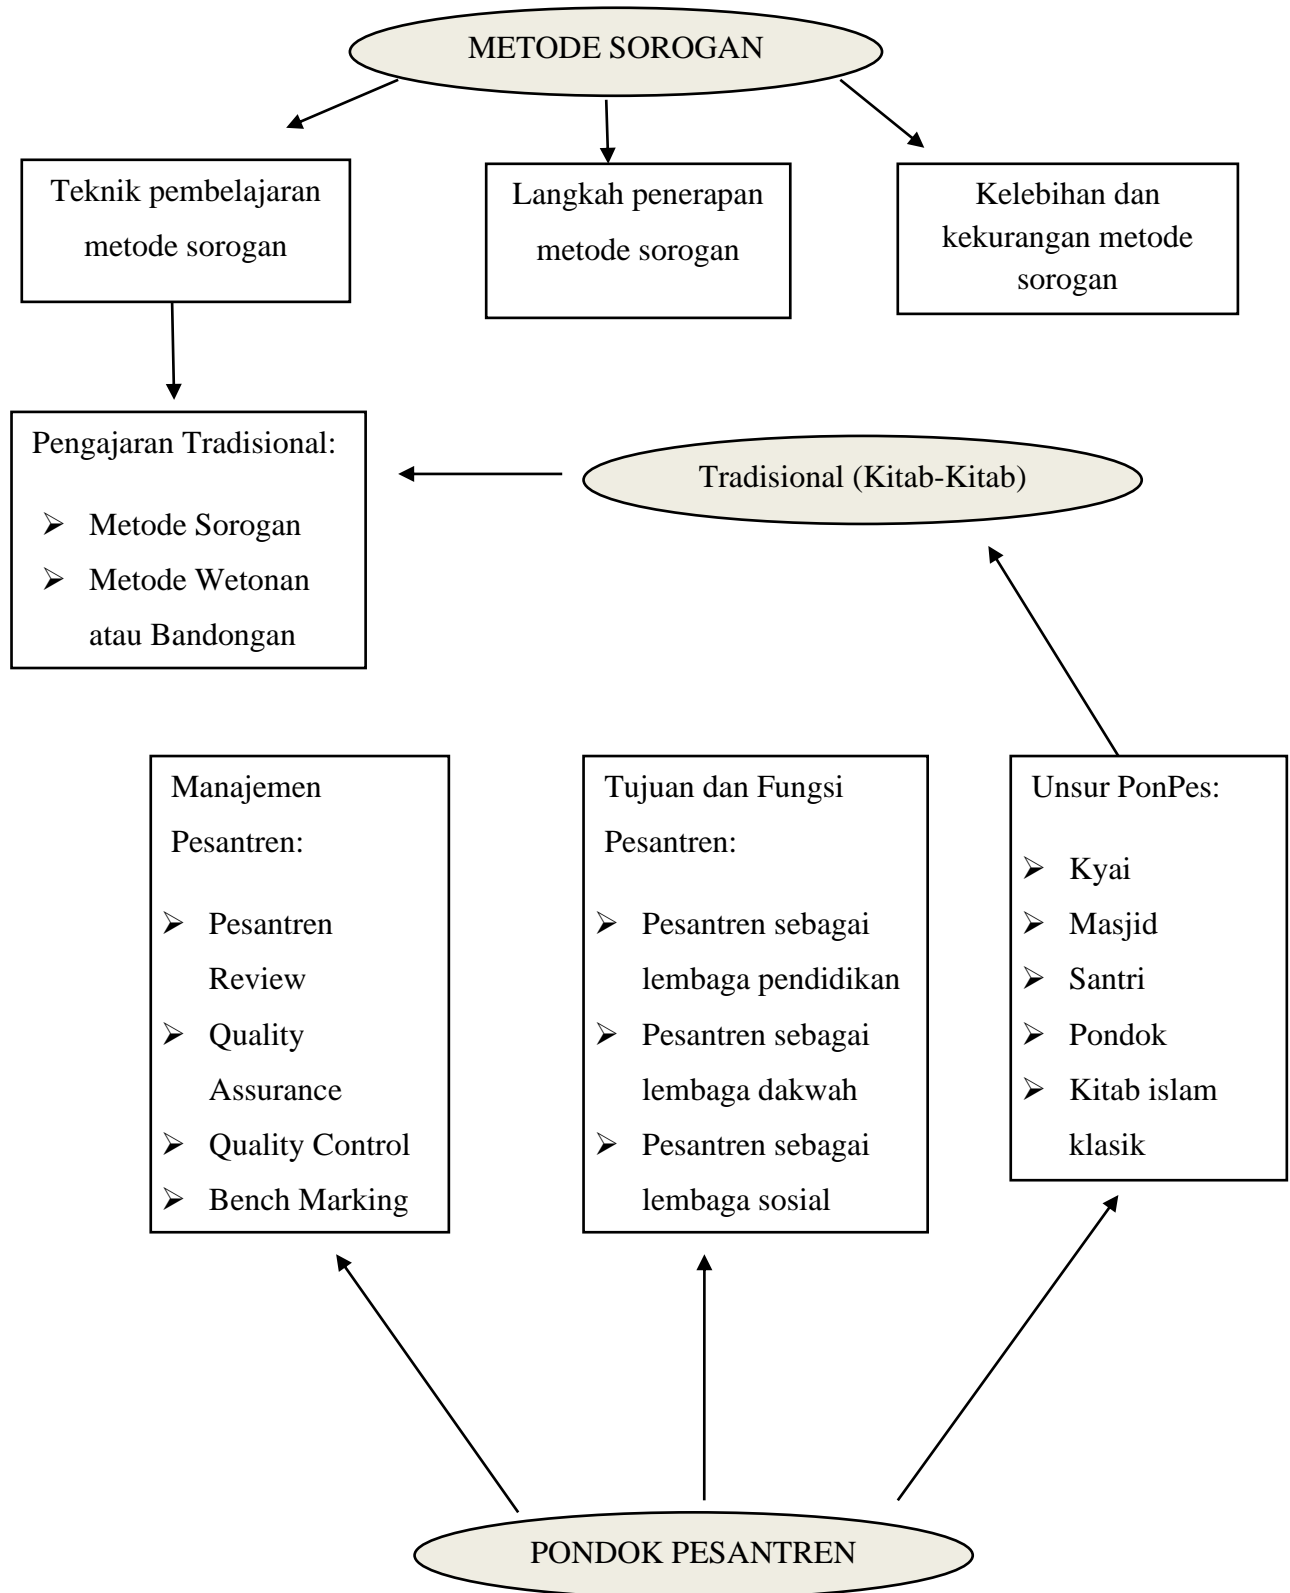 METODE SOROGAN
Teknik pembelajaran
metode sorogan
Langkah penerapan
metode sorogan
Kelebihan dan
kekurangan metode
sorogan
Pengajaran Tradisional:
➢ Metode Sorogan
➢ Metode Wetonan
atau Bandongan
Tradisional (Kitab-Kitab)
Manajemen
Pesantren:
➢ Pesantren
Review
➢ Quality
Assurance
➢ Quality Control
➢ Bench Marking
Tujuan dan Fungsi
Pesantren:
➢ Pesantren sebagai
lembaga pendidikan
➢ Pesantren sebagai
lembaga dakwah
➢ Pesantren sebagai
lembaga sosial
Unsur PonPes:
➢ Kyai
➢ Masjid
➢ Santri
➢ Pondok
➢ Kitab islam
klasik
PONDOK PESANTREN